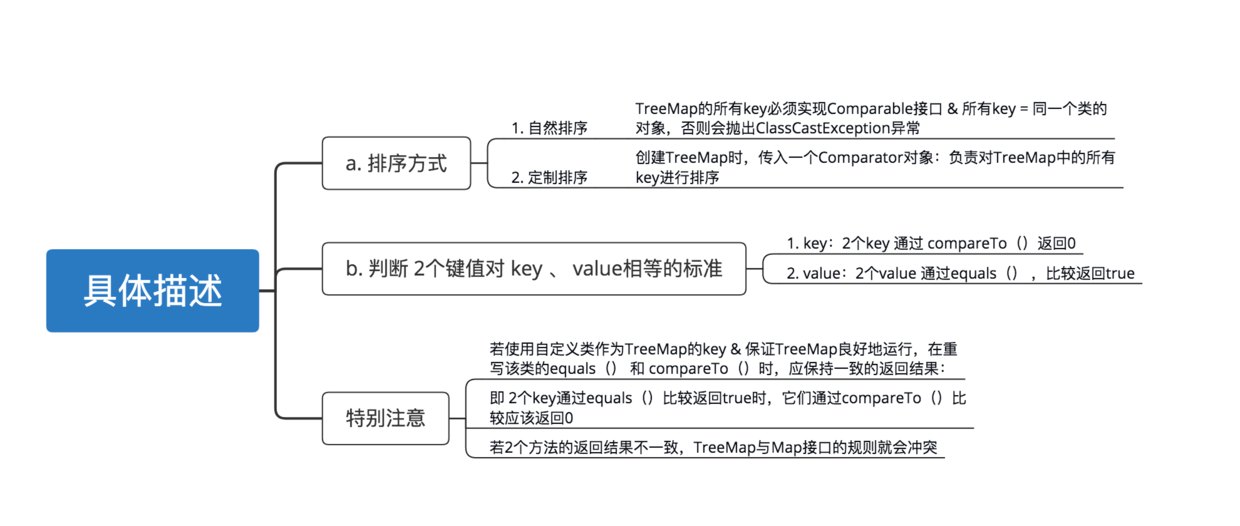 具体描述
a. 排序方式
1. 自然排序
TreeMap的所有key必须实现Comparable接口 & 所有key = 同一个类的
对象，否则会抛出ClassCastException异常
2. 定制排序
创建TreeMap时，传入一个Comparator对象：负责对TreeMap中的所有
key进行排序
b. 判断 2个键值对 key 、 value相等的标准
1. key：2个key 通过 compareTo（）返回0
2. value：2个value 通过equals（） ，比较返回true
特别注意
若使用自定义类作为TreeMap的key & 保证TreeMap良好地运行，在重
写该类的equals（） 和 compareTo（）时，应保持一致的返回结果：
即 2个key通过equals（）比较返回true时，它们通过compareTo（）比
较应该返回0
若2个方法的返回结果不一致，TreeMap与Map接口的规则就会冲突